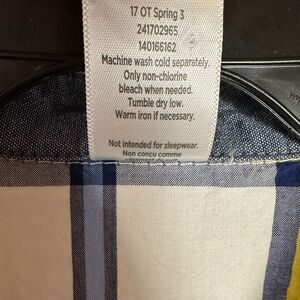 17 OT Spring 3
241702965
140166162
Machine wash cold separately.
Only non-chlorine
bleach when needed.
Tumble dry low.
Warm iron if necessary.
Not intended for sleepwear.
Non conçu comme